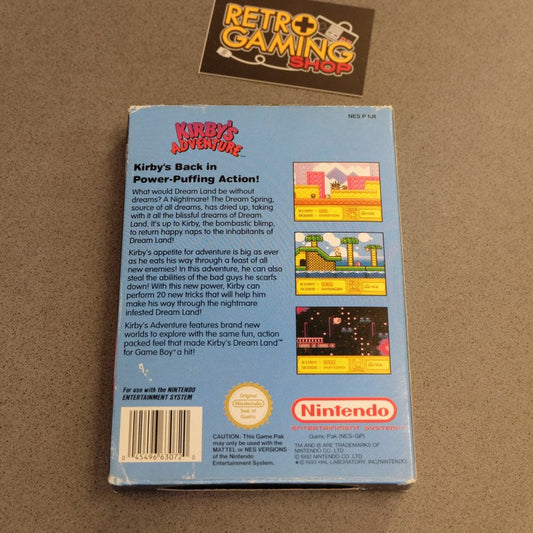 RETRO
GAMING
SHOP
NES P IUR
KIRBY'S
ADVENTURE™
Kirby's Back in
Power-Puffing Action!
What would Dream Land be without
dreams? A Nightmare! The Dream Spring,
source of all dreams, has dried up, taking
with it all the blissful dreams of Dream
Land. It's up to Kirby, the bombastic blimp,
to return happy naps to the inhabitants of
Dream Land!
Kirby's appetite for adventure is big as ever
as he eats his way through a feast of all
new enemies! In this adventure, he can also
steal the abilities of the bad guys he scarfs
down! With this new power, Kirby can
perform 20 new tricks that will help him
make his way through the nightmare
infested Dream Land!
Kirby's Adventure features brand new
worlds to explore with the same fun, action
packed feel that made Kirby's Dream Land™
for Game Boy® a hit!
For use with the NINTENDO
ENTERTAINMENT SYSTEM
0 45496 63072 0
Original
Nintendo
Seal of
Quality
CAUTION: This Game Pak
may only be used with the
MATTEL or NES VERSIONS
of the Nintendo
Entertainment System.
Nintendo
ENTERTAINMENT SYSTEM
Game Pak (NES-GP)
TM AND ® ARE TRADEMARKS OF
NINTENDO CO., LTD.
© 1992 NINTENDO CO., LTD.
© 1993 HAL LABORATORY, INC/NINTENDO.